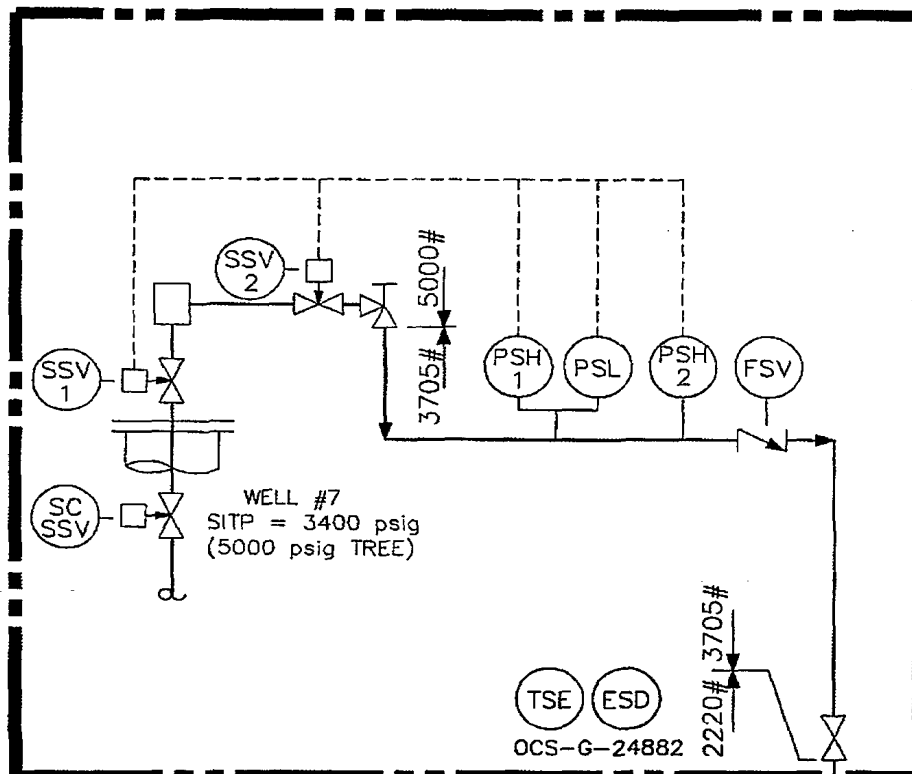 SSV
2
5000#
3705#
SSV
1
PSH
1
PSL
PSH
2
FSV
SC
SSV
WELL #7
SITP = 3400 psig
(5000 psig TREE)
3705#
2220#
TSE
ESD
OCS-G-24882